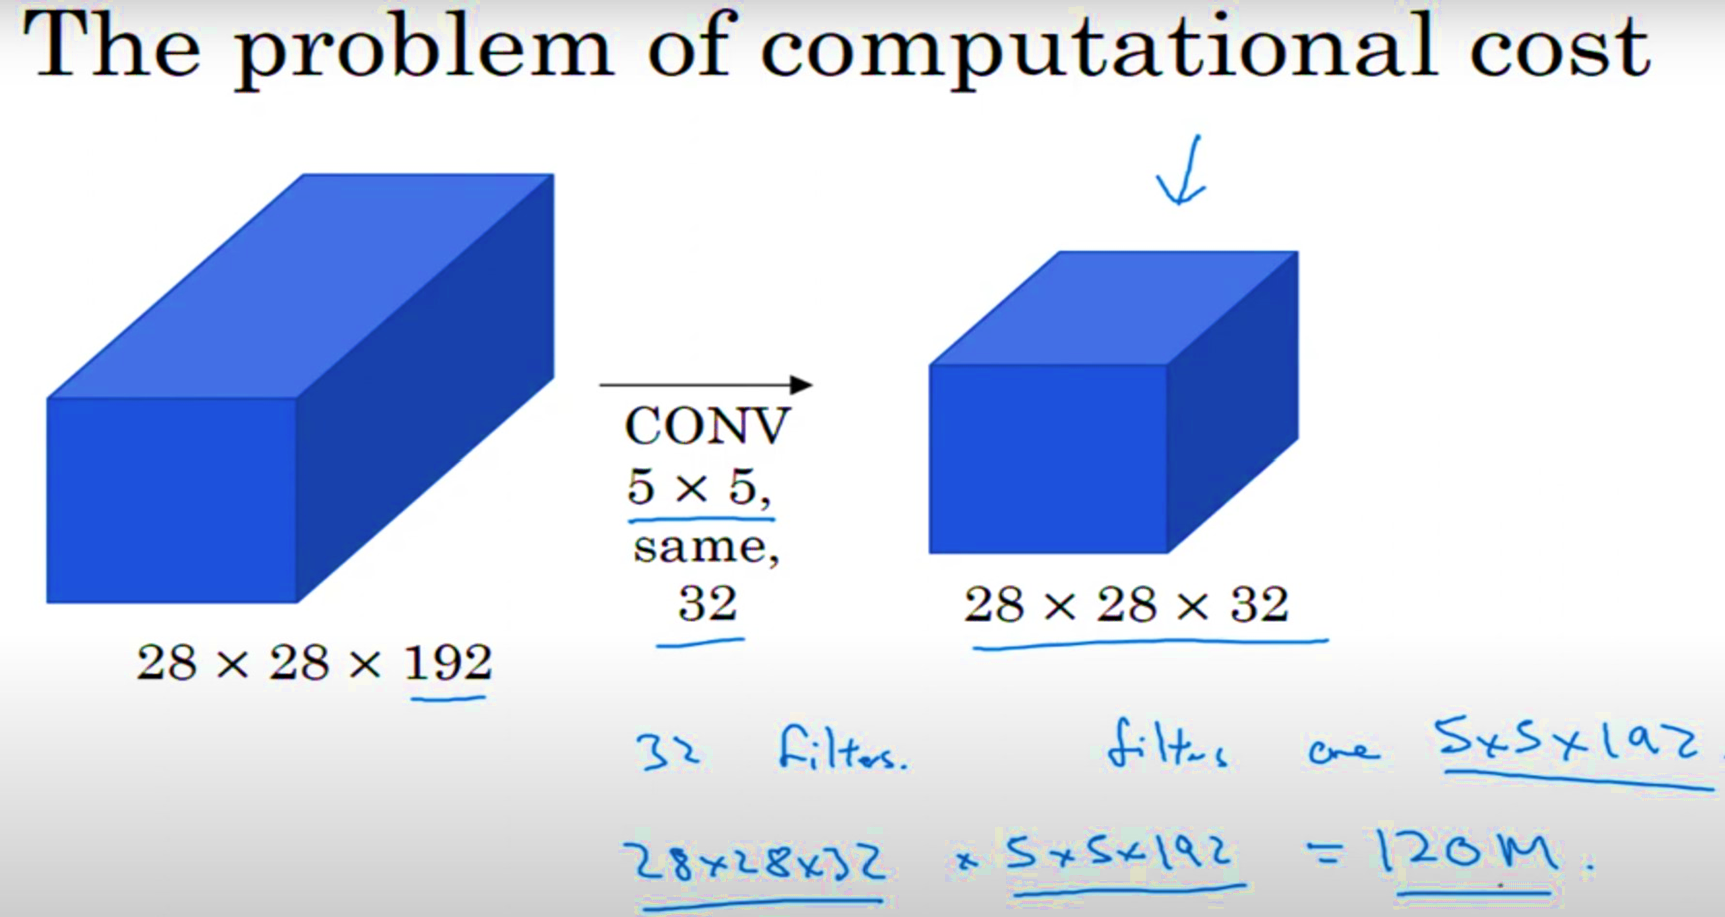 The problem of computational cost
CONV
5 × 5,
same,
32
28 × 28 × 192
28 × 28 × 32
32 filters. filters are 5×5×192.
28×28×32 × 5×5×192 = 120M.